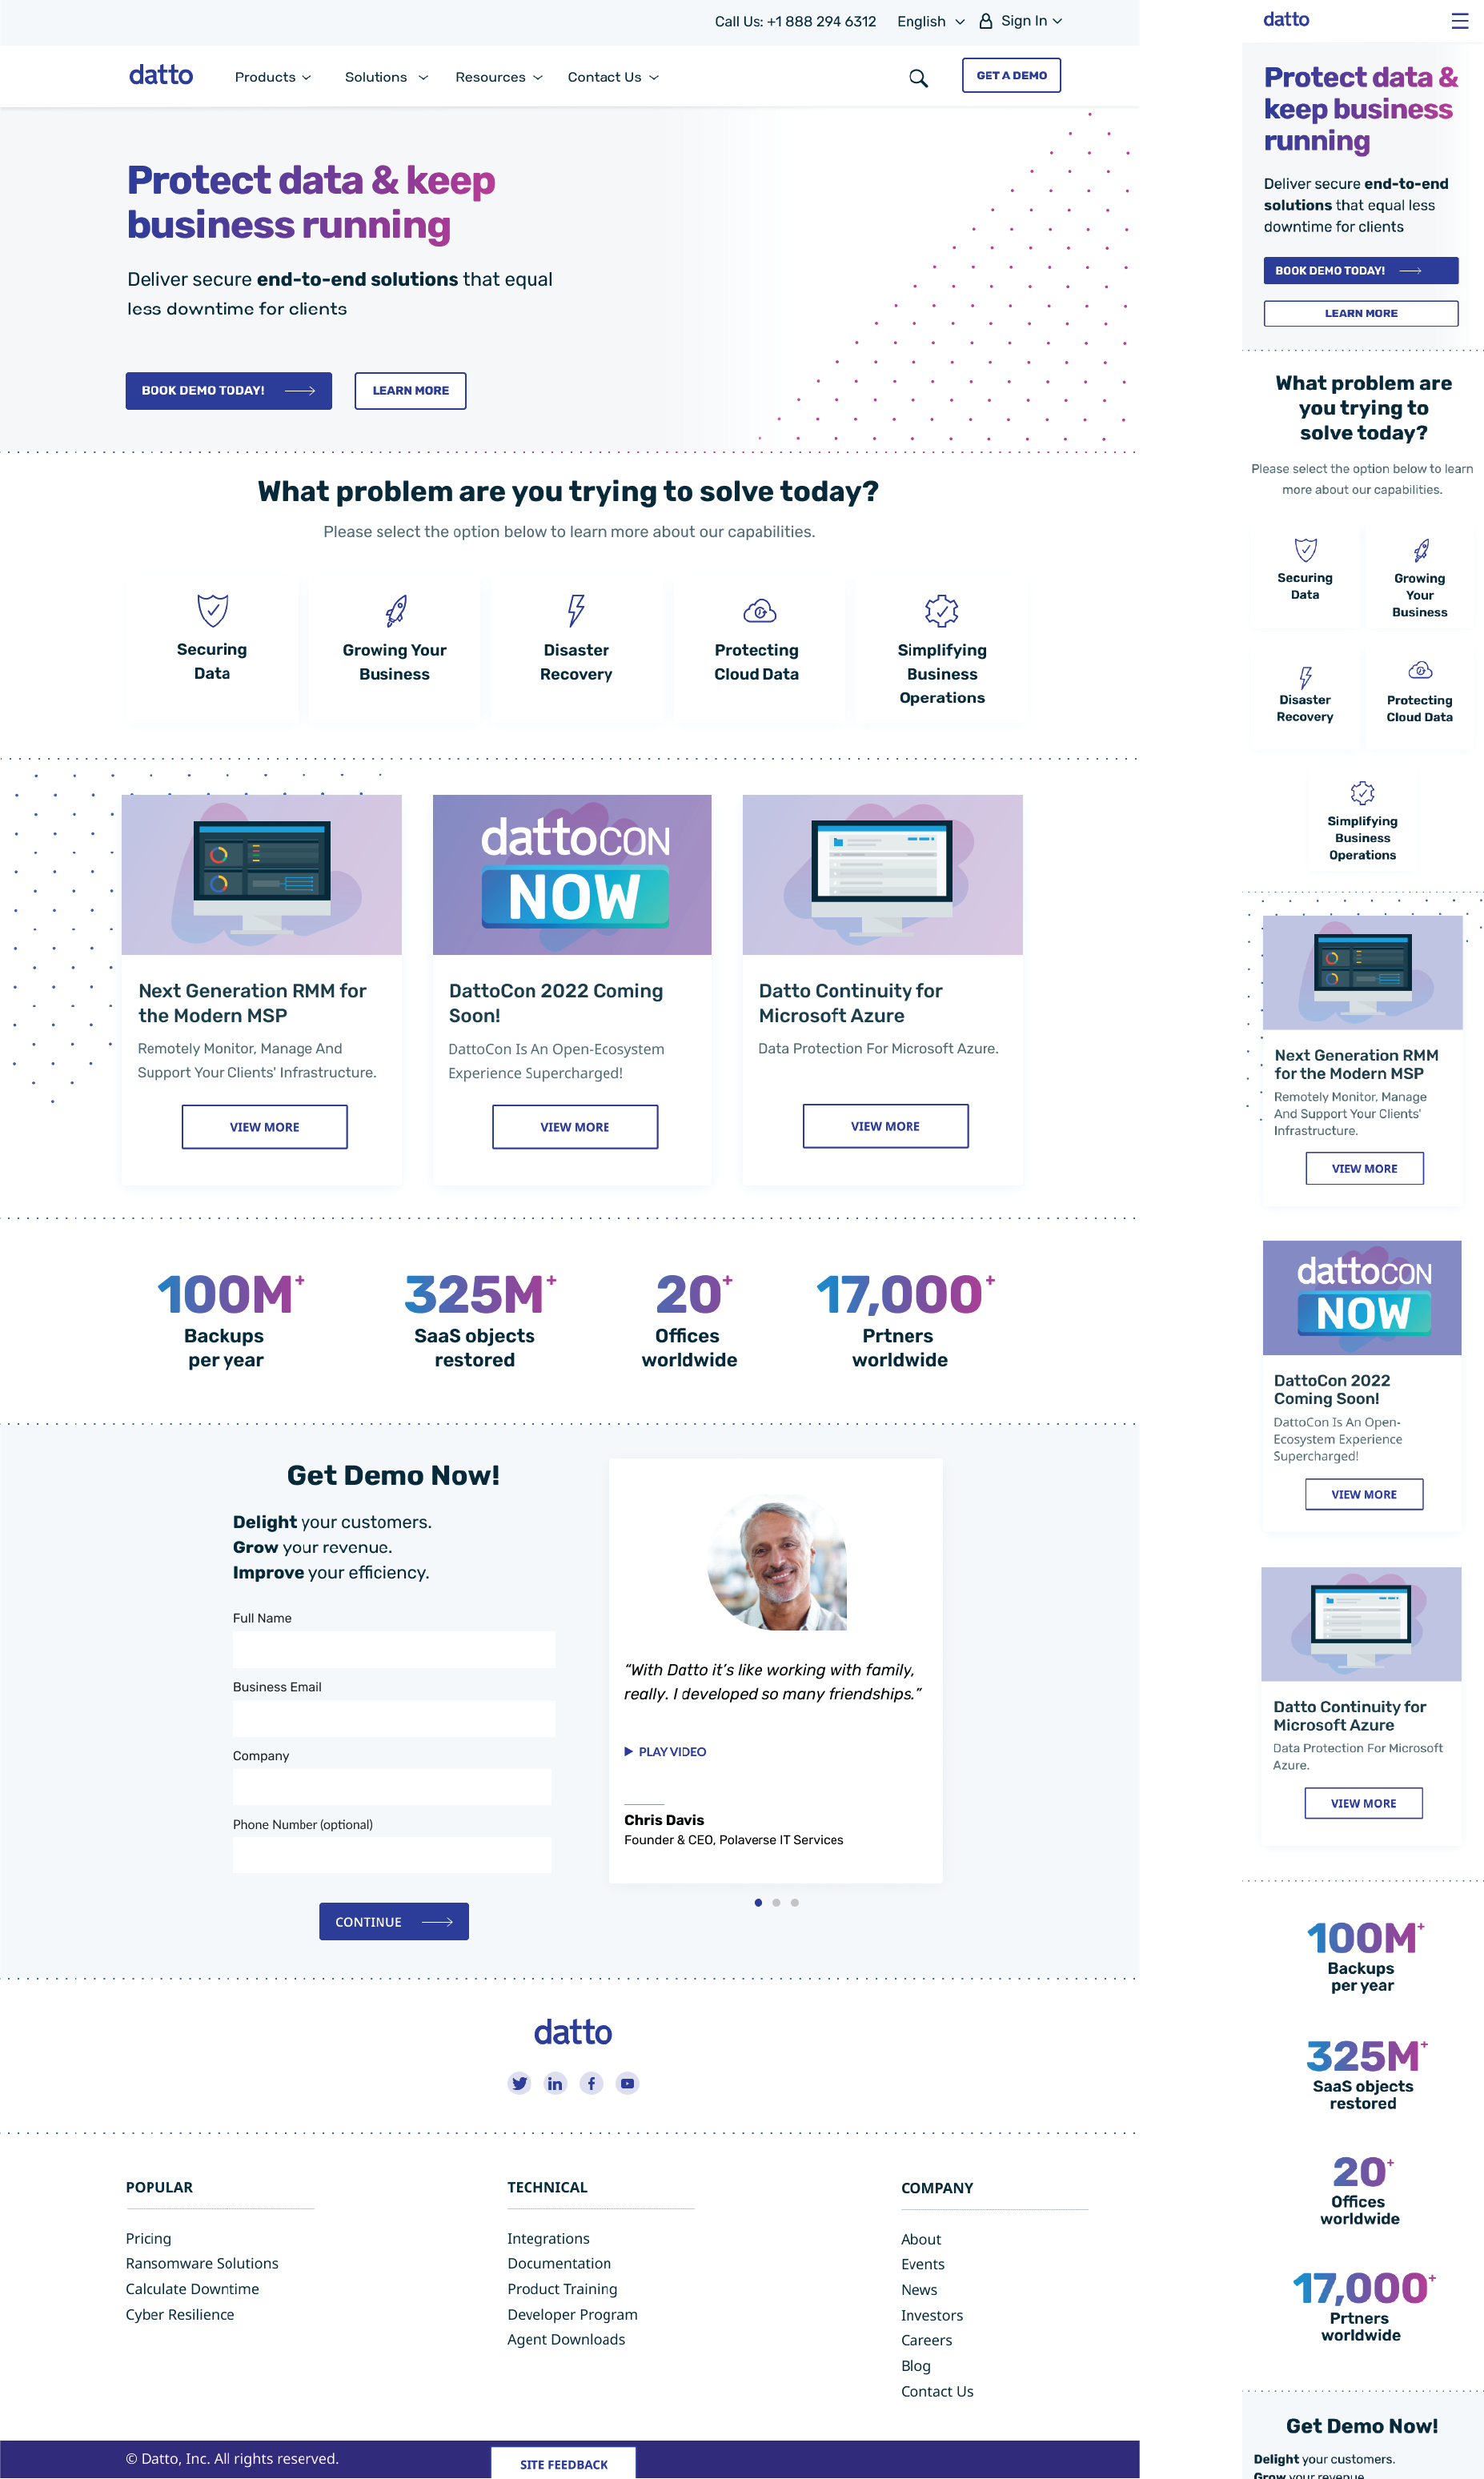 Call Us: +1 888 294 6312 English Sign In
datto Products Solutions Resources Contact Us GET A DEMO
Protect data & keep
business running
Deliver secure end-to-end solutions that equal
less downtime for clients
BOOK DEMO TODAY! LEARN MORE
What problem are you trying to solve today?
Please select the option below to learn more about our capabilities.
Securing
Data
Growing Your
Business
Disaster
Recovery
Protecting
Cloud Data
Simplifying
Business
Operations
dattoCON
NOW
Next Generation RMM for
the Modern MSP
Remotely Monitor, Manage And
Support Your Clients' Infrastructure.
VIEW MORE
DattoCon 2022 Coming
Soon!
DattoCon Is An Open-Ecosystem
Experience Supercharged!
VIEW MORE
Datto Continuity for
Microsoft Azure
Data Protection For Microsoft Azure.
VIEW MORE
100M+
Backups
per year
325M+
SaaS objects
restored
20+
Offices
worldwide
17,000+
Prtners
worldwide
Get Demo Now!
Delight your customers.
Grow your revenue.
Improve your efficiency.
Full Name
Business Email
Company
Phone Number (optional)
CONTINUE
“With Datto it’s like working with family,
really. I developed so many friendships.”
PLAY VIDEO
Chris Davis
Founder & CEO, Polaverse IT Services
datto
POPULAR
Pricing
Ransomware Solutions
Calculate Downtime
Cyber Resilience
TECHNICAL
Integrations
Documentation
Product Training
Developer Program
Agent Downloads
COMPANY
About
Events
News
Investors
Careers
Blog
Contact Us
© Datto, Inc. All rights reserved.
SITE FEEDBACK
datto
Protect data &
keep business
running
Deliver secure end-to-end
solutions that equal less
downtime for clients
BOOK DEMO TODAY!
LEARN MORE
What problem are
you trying to
solve today?
Please select the option below to learn
more about our capabilities.
Securing
Data
Growing
Your
Business
Disaster
Recovery
Protecting
Cloud Data
Simplifying
Business
Operations
Next Generation RMM
for the Modern MSP
Remotely Monitor, Manage
And Support Your Clients'
Infrastructure.
VIEW MORE
dattoCON
NOW
DattoCon 2022
Coming Soon!
DattoCon Is An Open-
Ecosystem Experience
Supercharged!
VIEW MORE
Datto Continuity for
Microsoft Azure
Data Protection For Microsoft
Azure.
VIEW MORE
100M+
Backups
per year
325M+
SaaS objects
restored
20+
Offices
worldwide
17,000+
Prtners
worldwide
Get Demo Now!
Delight your customers.
Grow your revenue.